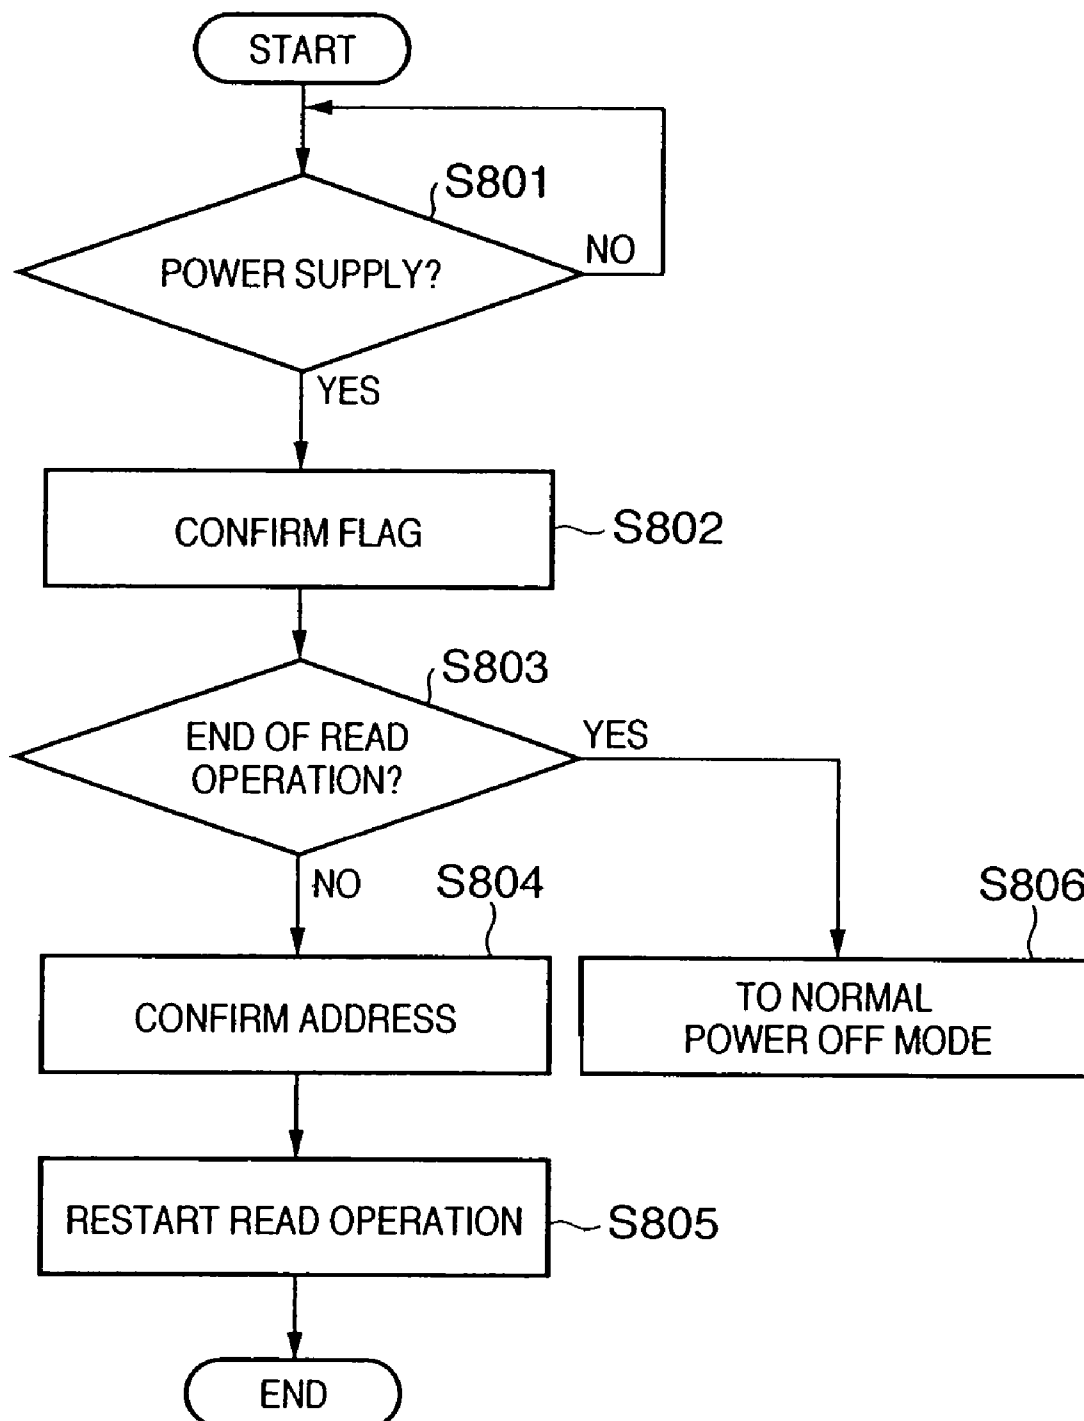 START
S801
POWER SUPPLY?
NO
YES
CONFIRM FLAG
S802
S803
END OF READ
OPERATION?
YES
NO
S804
S806
CONFIRM ADDRESS
TO NORMAL
POWER OFF MODE
RESTART READ OPERATION
S805
END